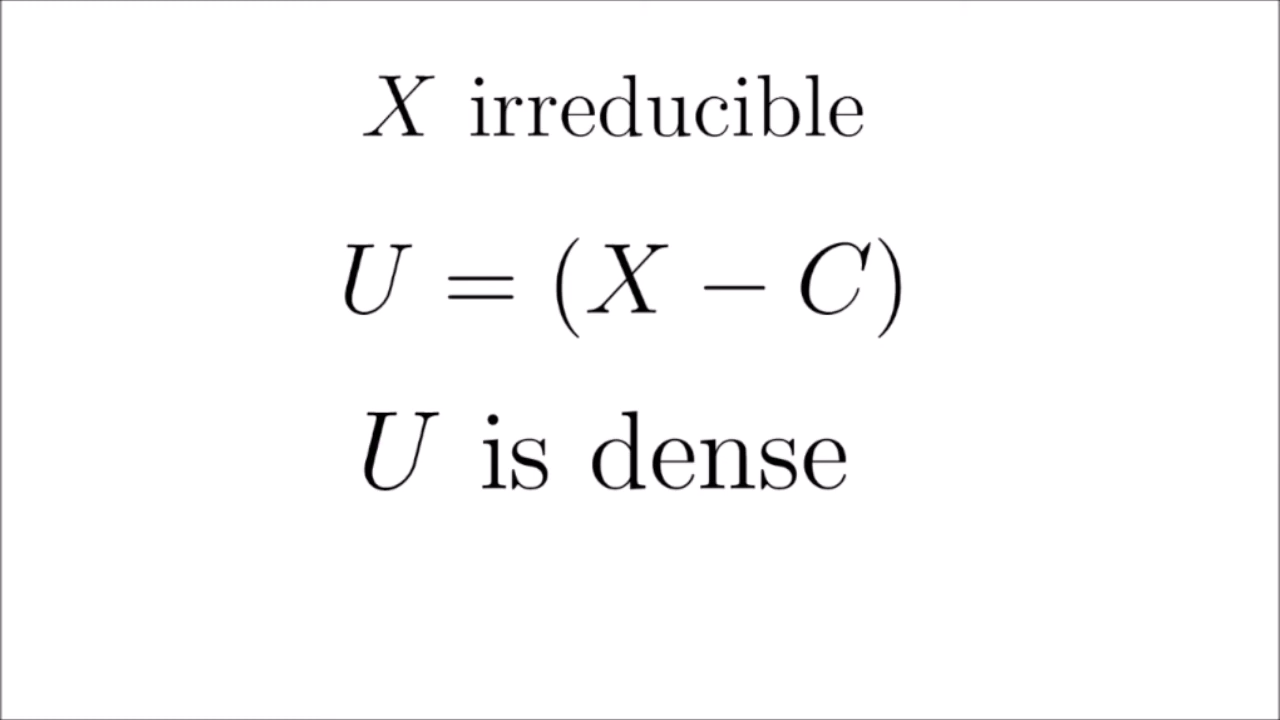 X irreducible
U = (X − C)
U is dense